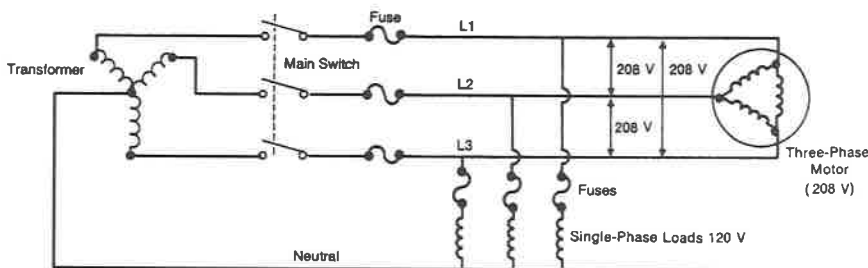 Fuse
L1
Transformer
Main Switch
208 V
208 V
L2
208 V
L3
Three-Phase
Motor
(208 V)
Fuses
Single-Phase Loads 120 V
Neutral